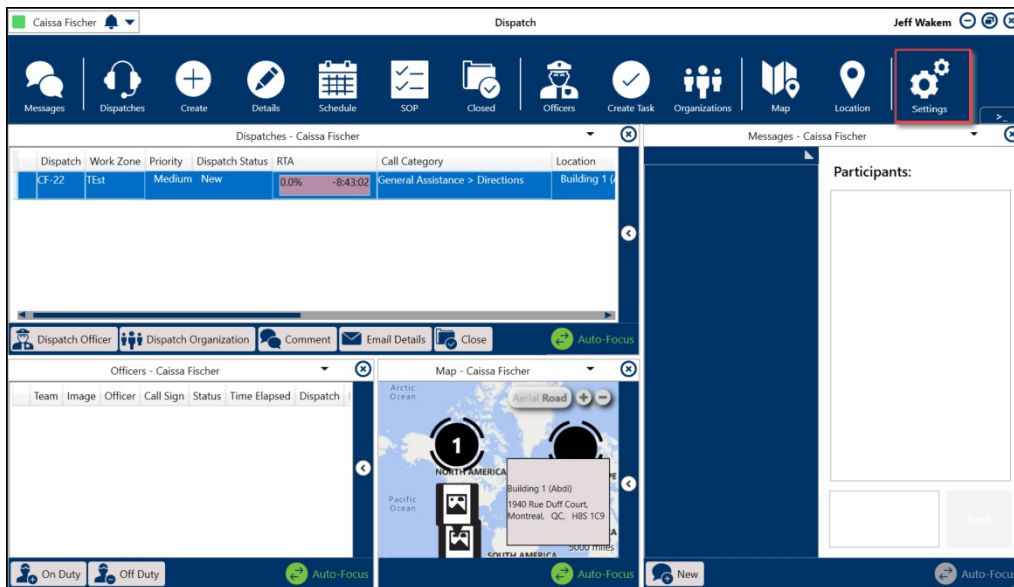 Caissa Fischer
Dispatch
Jeff Wakem
Messages
Dispatches
Create
Details
Schedule
SOP
Closed
Officers
Create Task
Organizations
Map
Location
Settings
>_
Dispatches - Caissa Fischer
Dispatch Work Zone Priority Dispatch Status RTA Call Category Location
CF-22 TEst Medium New 0.0% -8:43:02 General Assistance > Directions Building 1 (
Dispatch Officer
Dispatch Organization
Comment
Email Details
Close
Auto-Focus
Officers - Caissa Fischer
Team Image Officer Call Sign Status Time Elapsed Dispatch
On Duty
Off Duty
Auto-Focus
Map - Caissa Fischer
Arctic
Ocean
Aerial Road
1
NORTH AMERICA
Building 1 (Abdi)
1940 Rue Duff Court,
Montreal, QC, H8S 1C9
Pacific
Ocean
5000 miles
SOUTH AMERICA
Auto-Focus
Messages - Caissa Fischer
Participants:
Send
New
Auto-Focus